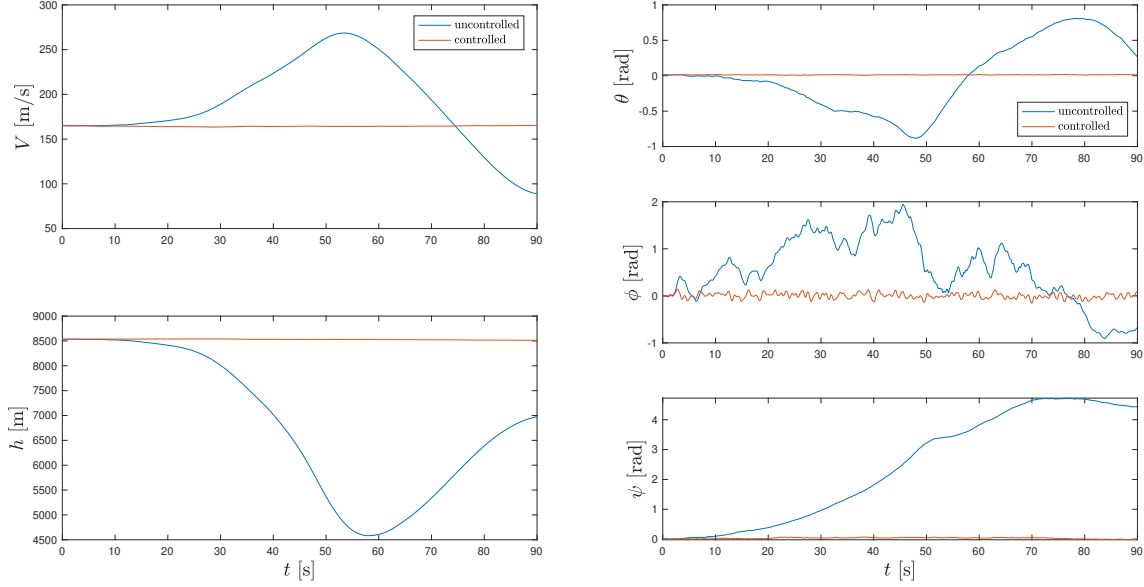 300
250
200
150
100
50
V [m/s]
uncontrolled
controlled
0 10 20 30 40 50 60 70 80 90
9000
8500
8000
7500
7000
6500
6000
5500
5000
4500
h [m]
0 10 20 30 40 50 60 70 80 90
t [s]
1
0.5
0
-0.5
-1
θ [rad]
uncontrolled
controlled
0 10 20 30 40 50 60 70 80 90
2
1
0
-1
ϕ [rad]
0 10 20 30 40 50 60 70 80 90
4
3
2
1
0
ψ [rad]
0 10 20 30 40 50 60 70 80 90
t [s]